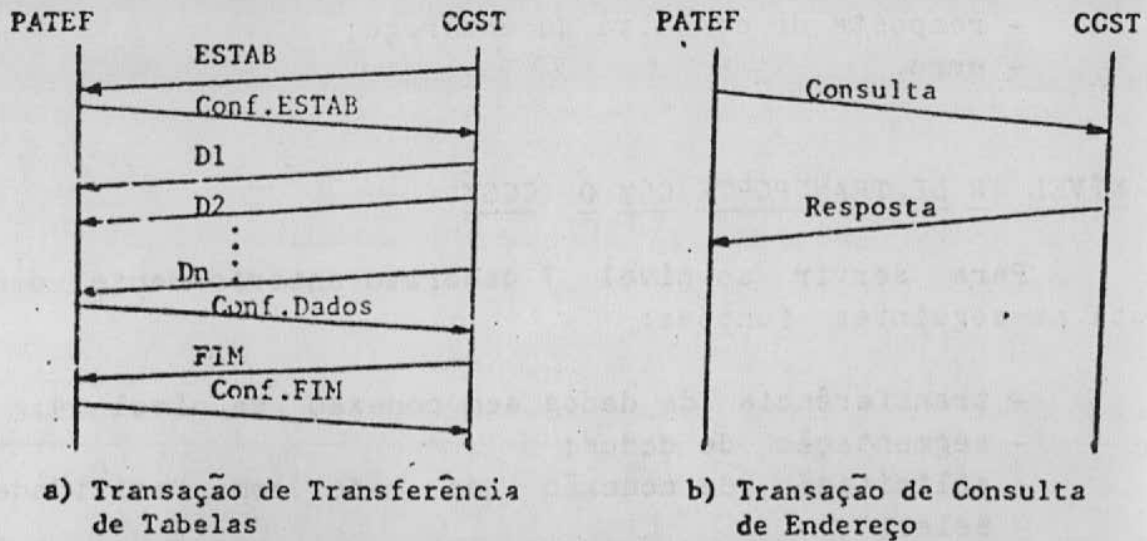 PATEF CGST
ESTAB
Conf.ESTAB
D1
D2
Dn
Conf.Dados
FIM
Conf.FIM
a) Transação de Transferência
de Tabelas
PATEF CGST
Consulta
Resposta
b) Transação de Consulta
de Endereço